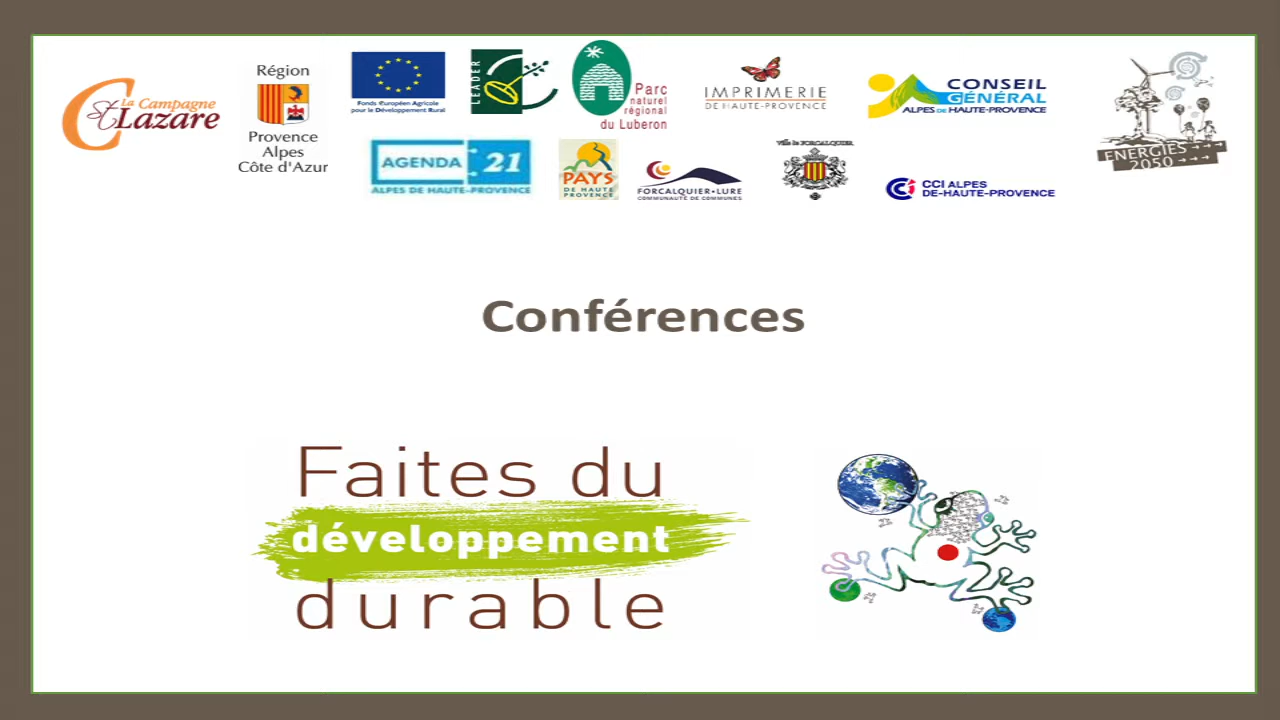 La Campagne
St Lazare
Région
Provence
Alpes
Côte d'Azur
Fonds Européen Agricole
pour le Développement Rural
LEADER
Parc
naturel
régional
du Luberon
IMPRIMERIE
DE HAUTE-PROVENCE
CONSEIL
GÉNÉRAL
ALPES DE HAUTE-PROVENCE
ENERGIES
2050
AGENDA 21
ALPES DE HAUTE-PROVENCE
PAYS
DE HAUTE
PROVENCE
FORCALQUIER•LURE
COMMUNAUTÉ DE COMMUNES
Ville de FORCALQUIER
CCI ALPES
DE-HAUTE-PROVENCE
Conférences
Faites du
développement
durable